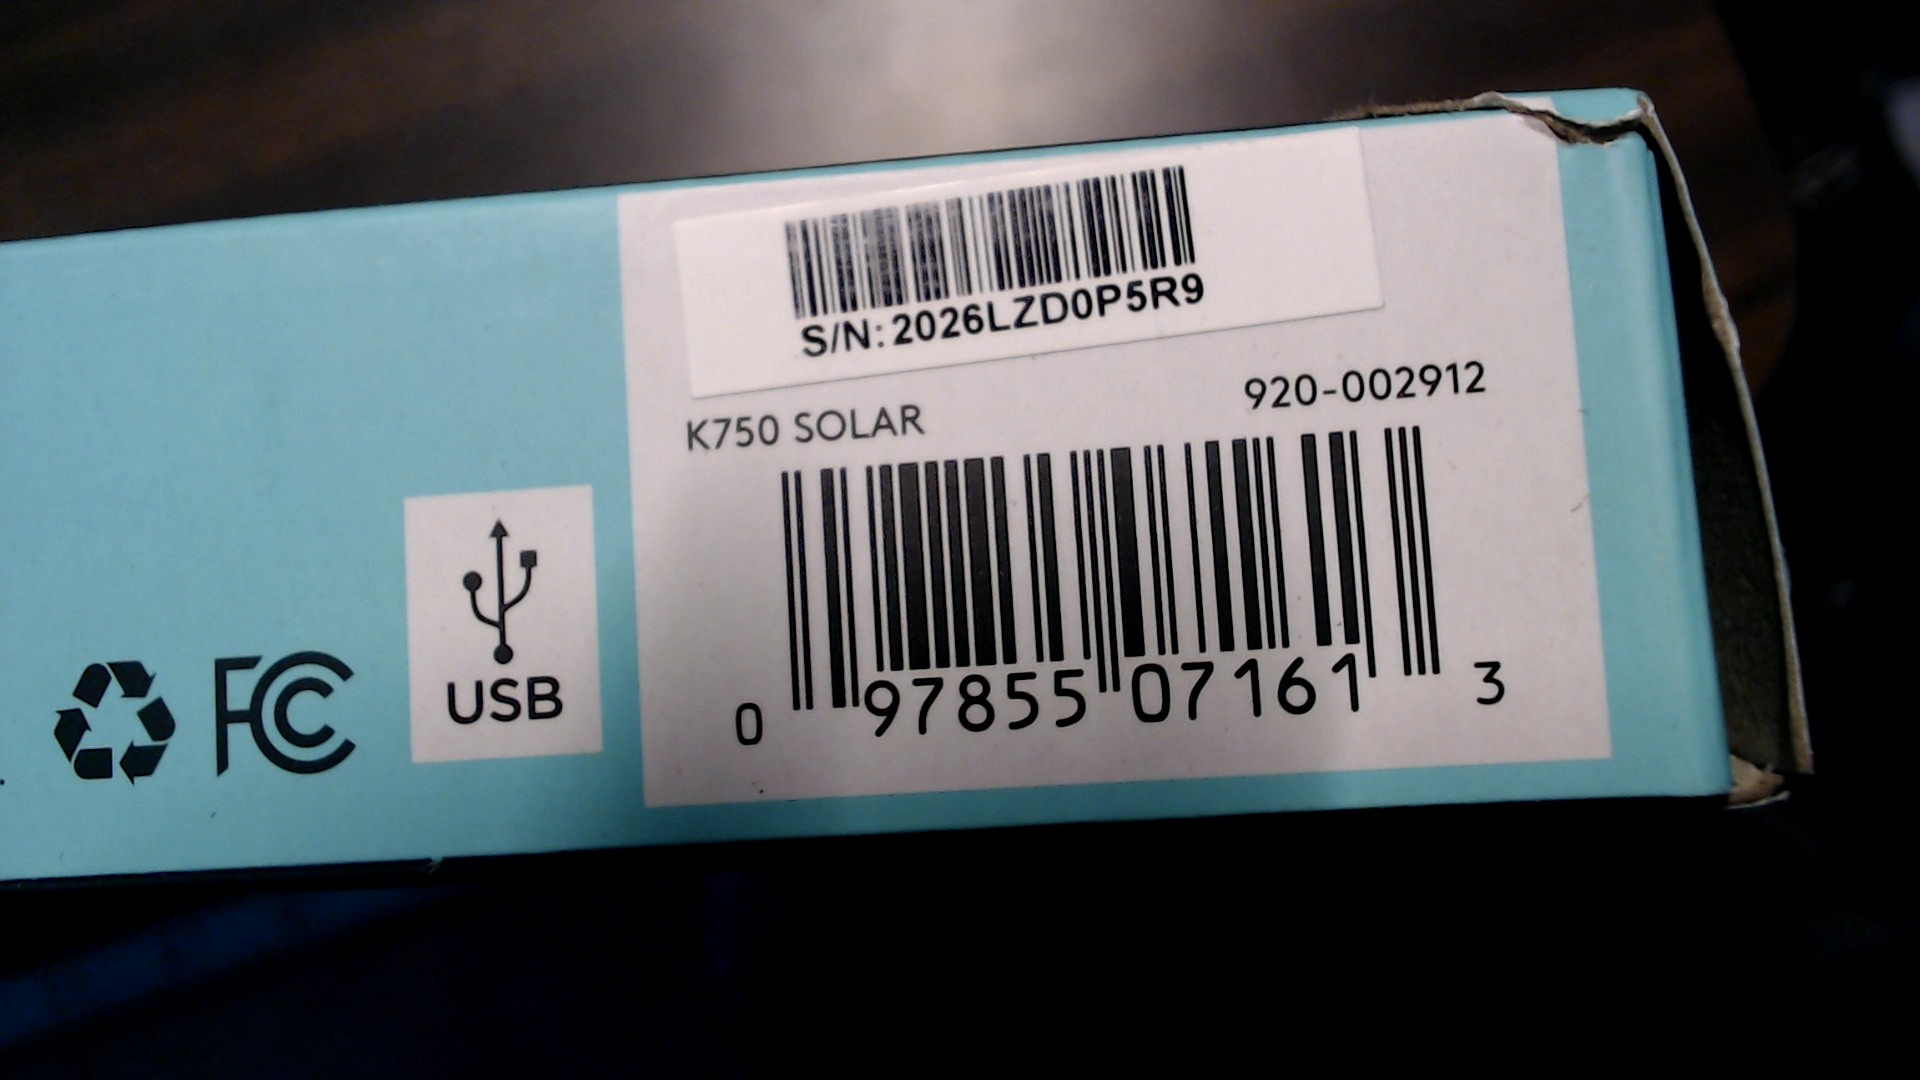 S/N: 2026LZD0P5R9
K750 SOLAR 920-002912
0 97855 07161 3
FC
USB